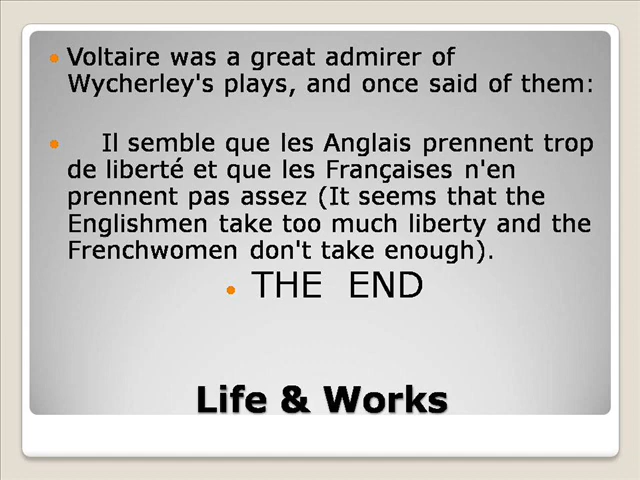 Voltaire was a great admirer of
Wycherley's plays, and once said of them:
Il semble que les Anglais prennent trop
de liberté et que les Françaises n'en
prennent pas assez (It seems that the
Englishmen take too much liberty and the
Frenchwomen don't take enough).
THE END
Life & Works